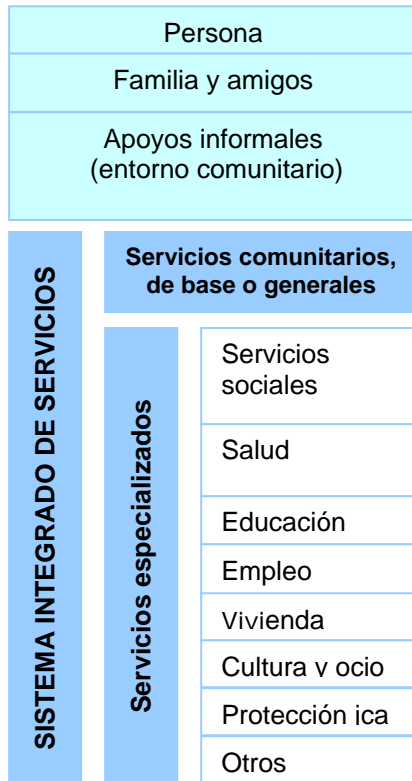 Persona
Familia y amigos
Apoyos informales
(entorno comunitario)
SISTEMA INTEGRADO DE SERVICIOS
Servicios comunitarios,
de base o generales
Servicios especializados
Servicios
sociales
Salud
Educación
Empleo
Vivienda
Cultura y ocio
Protección ica
Otros